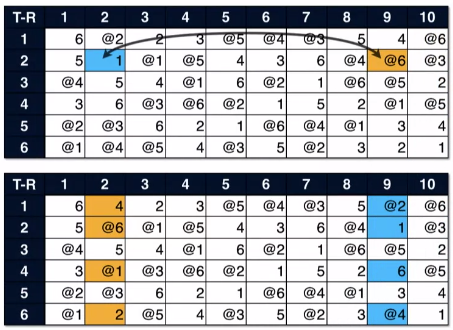 T-R 1 2 3 4 5 6 7 8 9 10
1 6 @2 2 3 @5 @4 @3 5 4 @6
2 5 1 @1 @5 4 3 6 @4 @6 @3
3 @4 5 4 @1 6 @2 1 @6 @5 2
4 3 6 @3 @6 @2 1 5 2 @1 @5
5 @2 @3 6 2 1 @6 @4 @1 3 4
6 @1 @4 @5 4 @3 5 @2 3 2 1
T-R 1 2 3 4 5 6 7 8 9 10
1 6 4 2 3 @5 @4 @3 5 @2 @6
2 5 @6 @1 @5 4 3 6 @4 1 @3
3 @4 5 4 @1 6 @2 1 @6 @5 2
4 3 @1 @3 @6 @2 1 5 2 6 @5
5 @2 @3 6 2 1 @6 @4 @1 3 4
6 @1 2 @5 4 @3 5 @2 3 @4 1